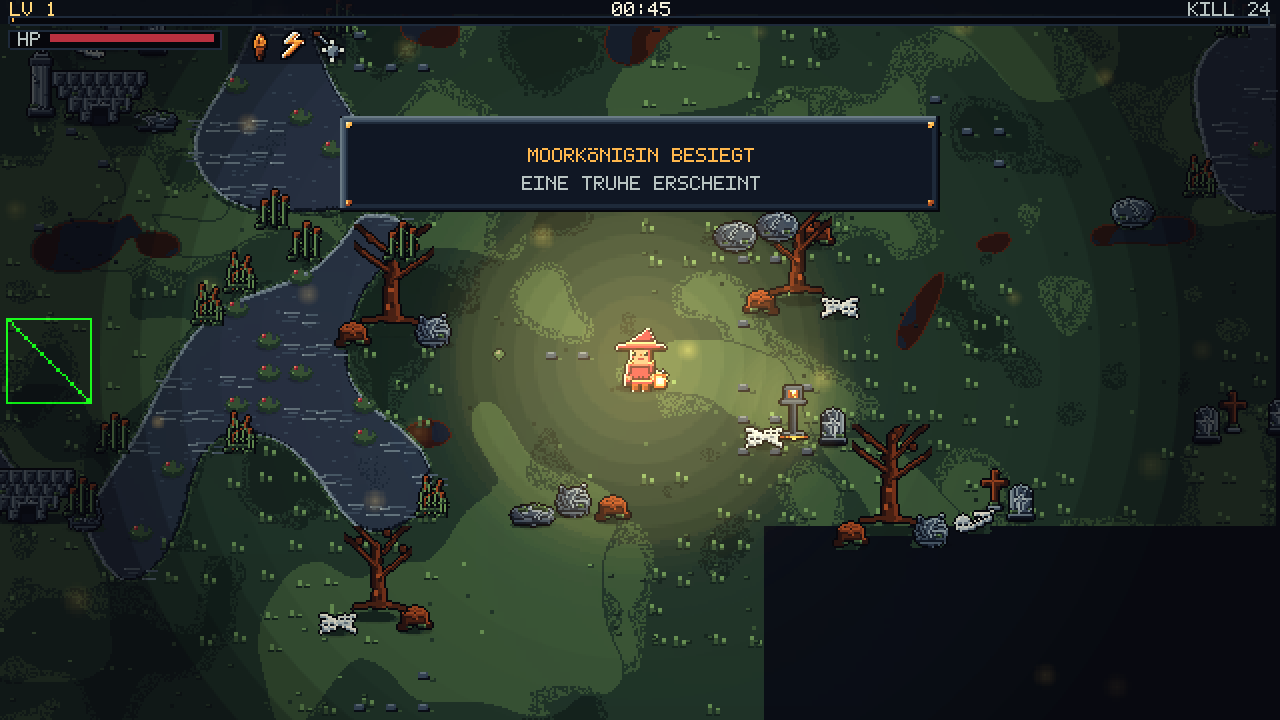 LV 1
00:45
KILL 24
HP
MOORKöNIGIN BESIEGT
EINE TRUHE ERSCHEINT